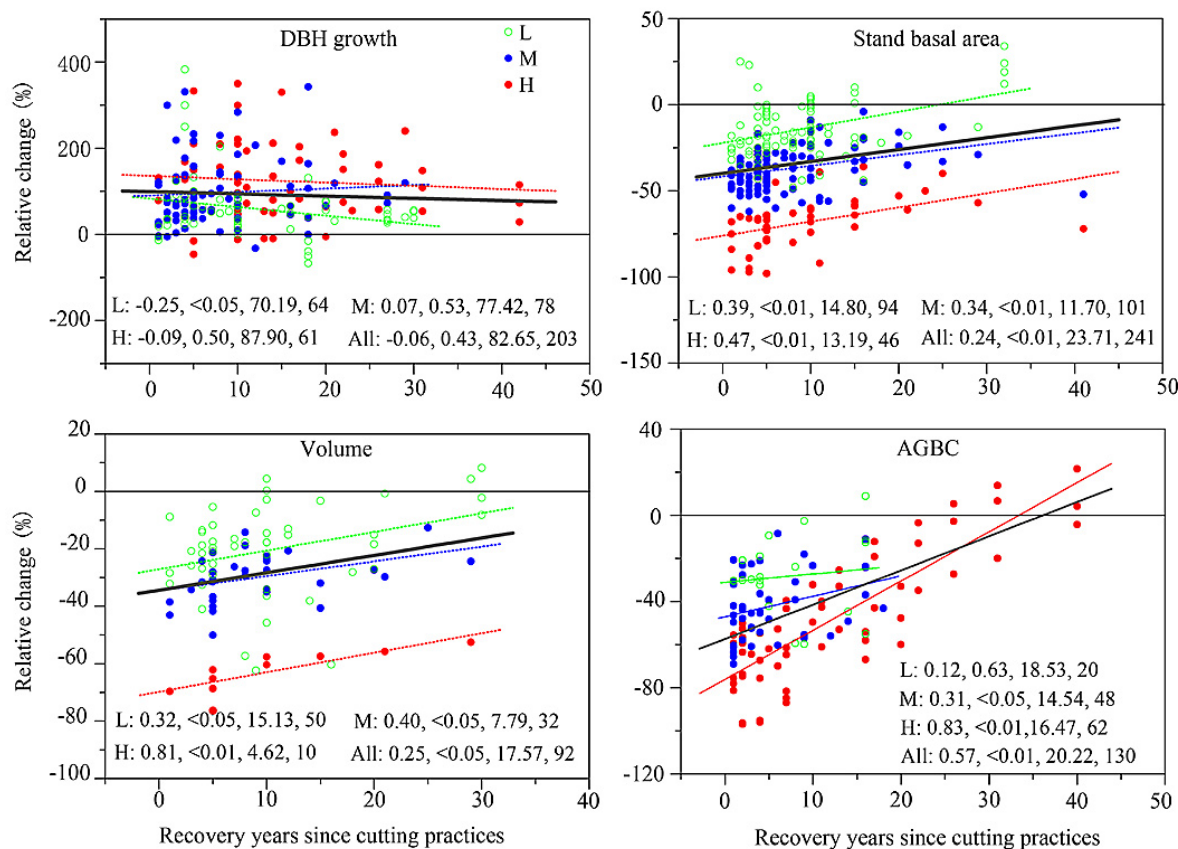 DBH growth
L
M
H
400
200
0
-200
Relative change (%)
L: -0.25, <0.05, 70.19, 64
M: 0.07, 0.53, 77.42, 78
H: -0.09, 0.50, 87.90, 61
All: -0.06, 0.43, 82.65, 203
0 10 20 30 40 50
Stand basal area
50
0
-50
-100
-150
L: 0.39, <0.01, 14.80, 94
M: 0.34, <0.01, 11.70, 101
H: 0.47, <0.01, 13.19, 46
All: 0.24, <0.01, 23.71, 241
0 10 20 30 40 50
Volume
20
0
-20
-40
-60
-80
-100
Relative change (%)
L: 0.32, <0.05, 15.13, 50
M: 0.40, <0.05, 7.79, 32
H: 0.81, <0.01, 4.62, 10
All: 0.25, <0.05, 17.57, 92
0 10 20 30 40
Recovery years since cutting practices
AGBC
40
0
-40
-80
-120
L: 0.12, 0.63, 18.53, 20
M: 0.31, <0.05, 14.54, 48
H: 0.83, <0.01,16.47, 62
All: 0.57, <0.01, 20.22, 130
0 10 20 30 40 50
Recovery years since cutting practices